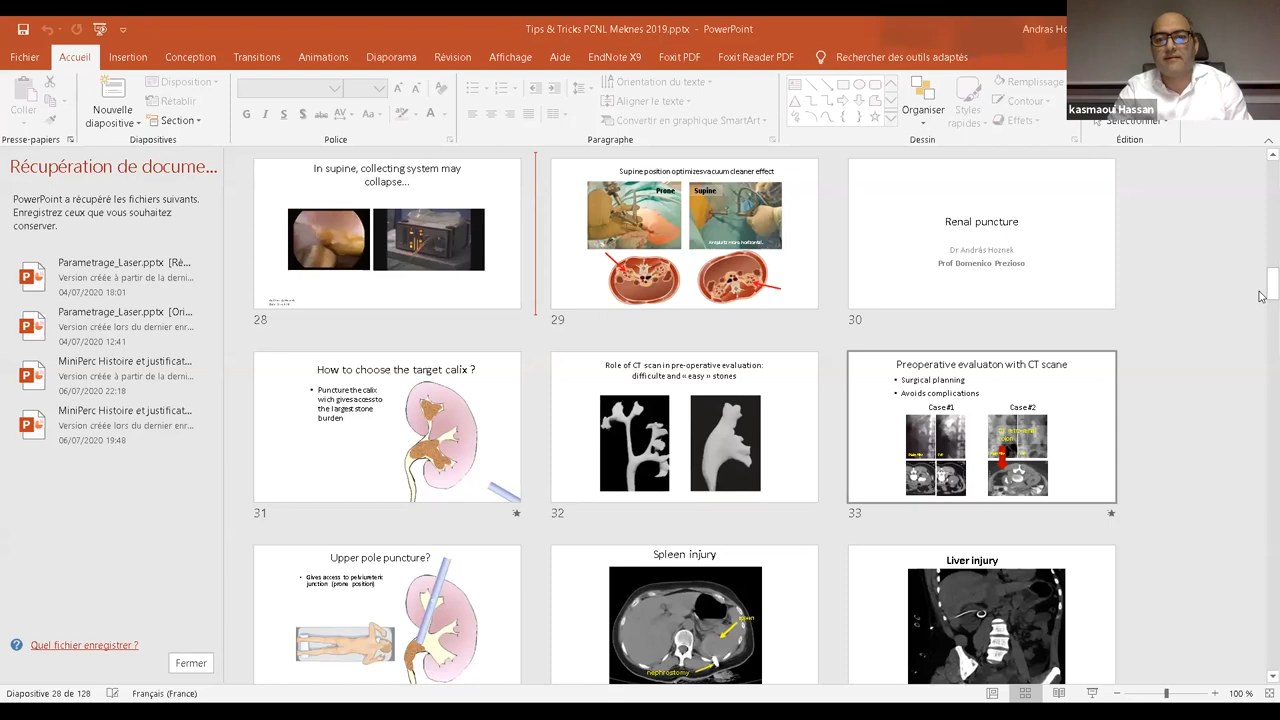 Tips & Tricks PCNL Meknes 2019.pptx - PowerPoint
Andras Ho
Fichier
Accueil
Insertion
Conception
Transitions
Animations
Diaporama
Révision
Affichage
Aide
EndNote X9
Foxit PDF
Foxit Reader PDF
Rechercher des outils adaptés
kasmaoui Hassan
Coller
Nouvelle
diapositive
Disposition
Rétablir
Section
G I S S abc
Orientation du texte
Aligner le texte
Convertir en graphique SmartArt
Organiser
Styles
rapides
Remplissage
Contour
Effets
Sélectionner
Presse-papiers
Diapositives
Police
Paragraphe
Dessin
Édition
Récupération de docume...
PowerPoint a récupéré les fichiers suivants.
Enregistrez ceux que vous souhaitez
conserver.
Parametrage_Laser.pptx [Ré...
Version créée à partir de la derni...
04/07/2020 18:01
Parametrage_Laser.pptx [Ori...
Version créée lors du dernier enr...
04/07/2020 12:41
MiniPerc Histoire et justificat...
Version créée à partir de la derni...
06/07/2020 22:18
MiniPerc Histoire et justificat...
Version créée lors du dernier enr...
06/07/2020 19:48
Quel fichier enregistrer ?
Fermer
In supine, collecting system may
collapse...
28
Supine position optimizes vacuum cleaner effect
Prone
Supine
29
Renal puncture
Dr András Hoznek
Prof Domenico Prezioso
30
How to choose the target calix ?
• Puncture the calix
wich gives access to
the largest stone
burden
31
Role of CT scan in pre-operative evaluation:
difficulte and « easy » stones
32
Preoperative evaluaton with CT scane
• Surgical planning
• Avoids complications
Case#1
Case#2
33
Upper pole puncture?
• Gives access to pelviureteric
junction (prone position)
Spleen injury
spleen
nephrostomy
Liver injury
Diapositive 28 de 128
Français (France)
100 %